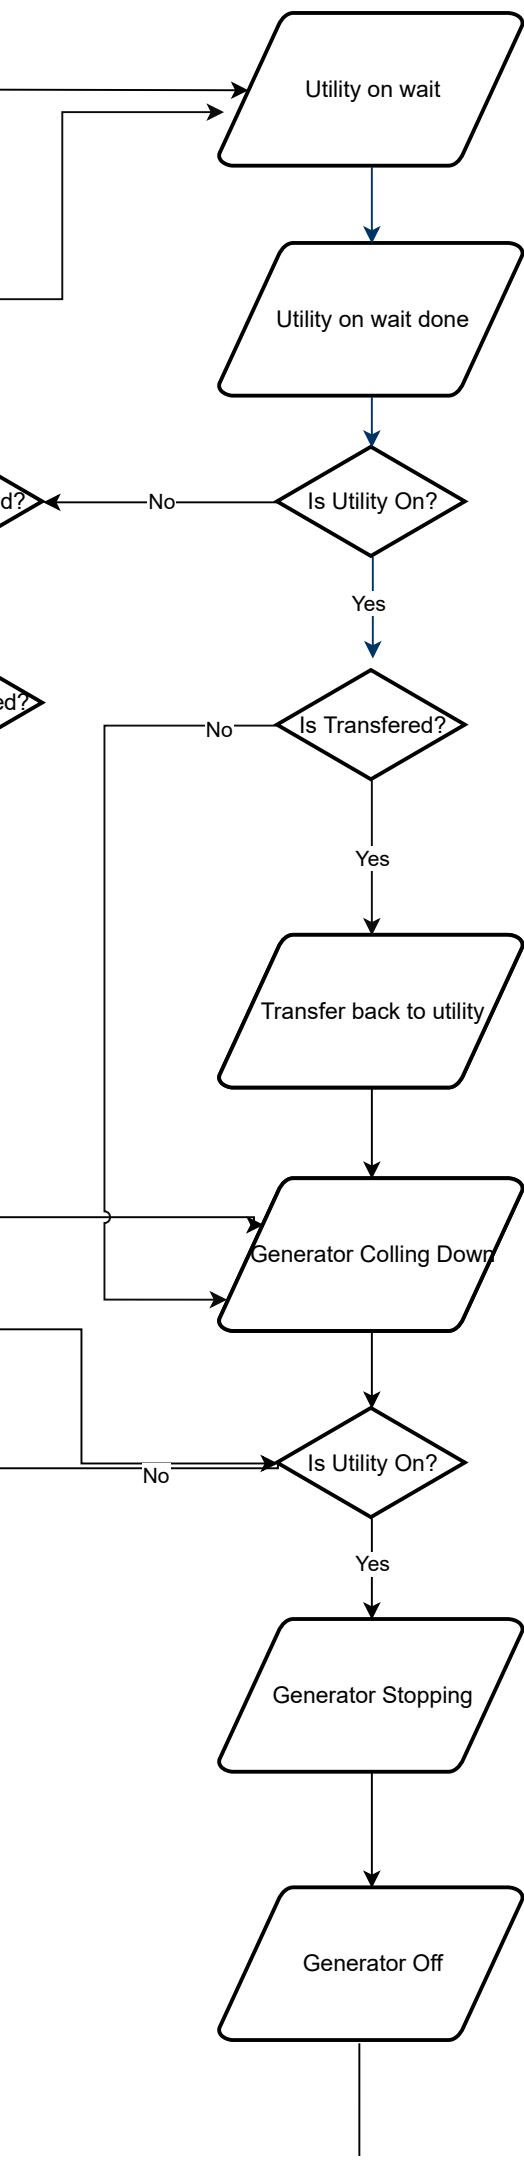 Utility on wait
Utility on wait done
d?
No
Is Utility On?
Yes
ed?
No
Is Transfered?
Yes
Transfer back to utility
Generator Colling Down
Is Utility On?
No
Yes
Generator Stopping
Generator Off